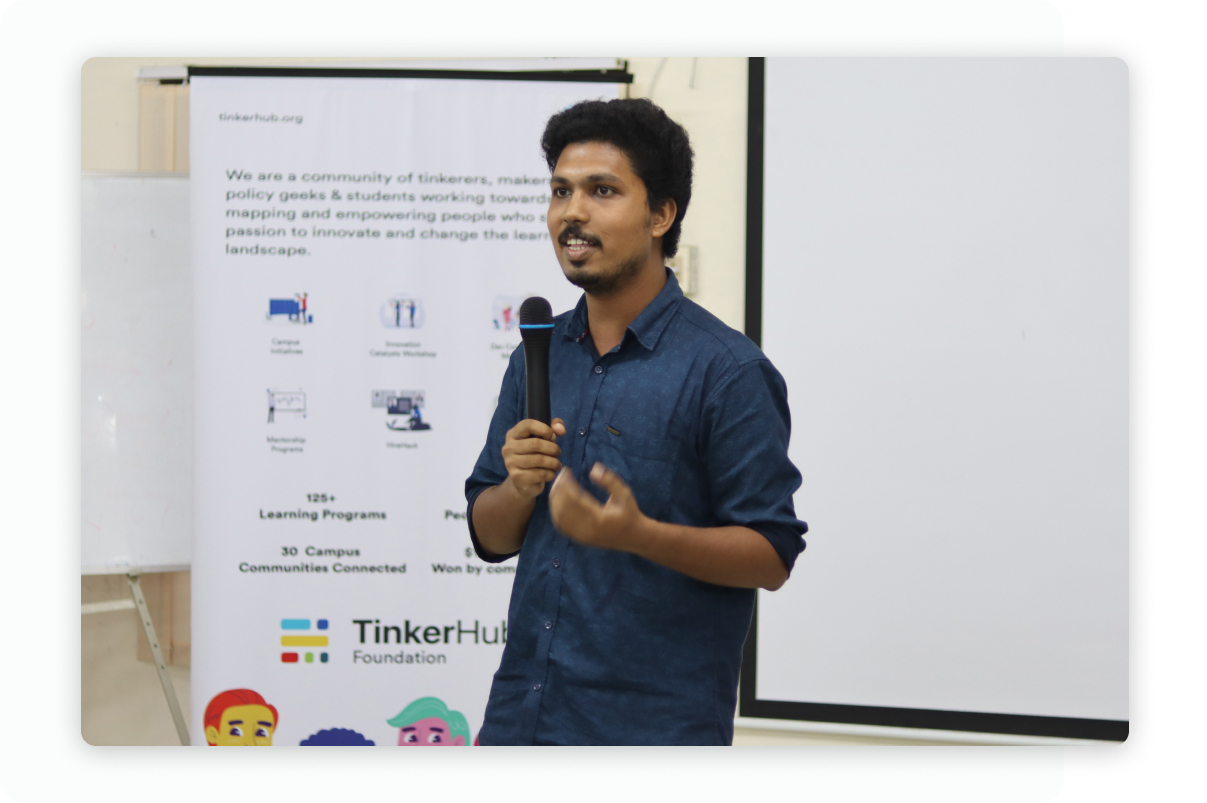 tinkerhub.org
We are a community of tinkerers, maker
policy geeks & students working toward
mapping and empowering people who s
passion to innovate and change the lear
landscape.
Campus
Initiatives
Innovation
Catalysts Workshop
Mentorship
Programs
HireHack
125+
Learning Programs
30 Campus
Communities Connected
Won by com
TinkerHub
Foundation